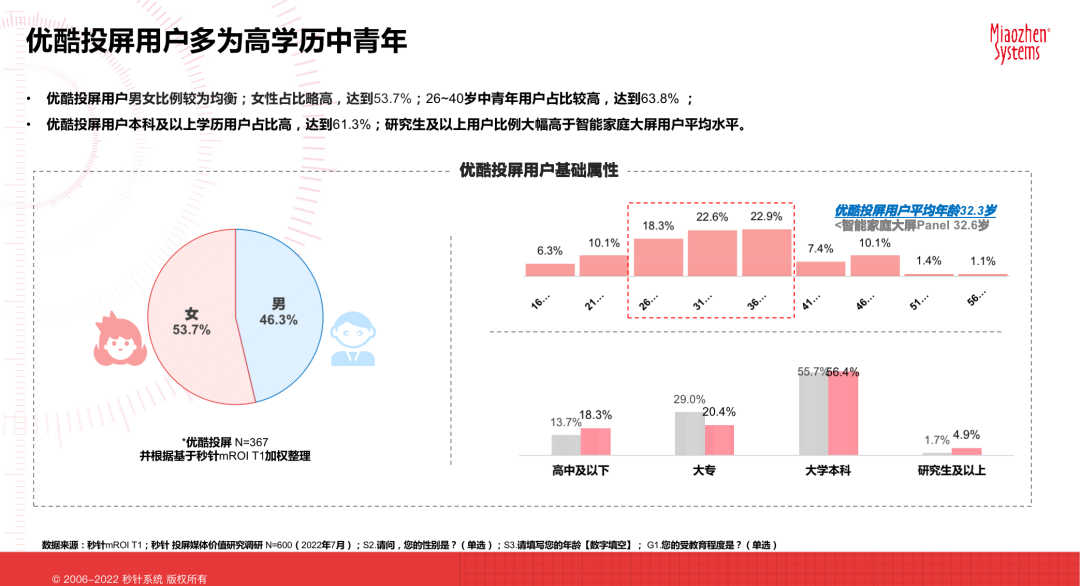 优酷投屏用户多为高学历中青年
Miaozhen
Systems
• 优酷投屏用户男女比例较为均衡；女性占比略高，达到53.7%；26~40岁中青年用户占比较高，达到63.8% ；
• 优酷投屏用户本科及以上学历用户占比高，达到61.3%；研究生及以上用户比例大幅高于智能家庭大屏用户平均水平。
优酷投屏用户基础属性
女
53.7%
男
46.3%
*优酷投屏 N=367
并根据基于秒针mROI T1加权整理
优酷投屏用户平均年龄32.3岁
<智能家庭大屏Panel 32.6岁
6.3% 10.1% 18.3% 22.6% 22.9% 7.4% 10.1% 1.4% 1.1%
16… 21… 26… 31… 36… 41… 46… 51… 56…
13.7% 18.3% 29.0% 20.4% 55.7% 56.4% 1.7% 4.9%
高中及以下 大专 大学本科 研究生及以上
数据来源：秒针mROI T1；秒针 投屏媒体价值研究调研 N=600（2022年7月）；S2.请问，您的性别是？（单选）；S3.请填写您的年龄【数字填空】； G1.您的受教育程度是？（单选）
© 2006-2022 秒针系统 版权所有